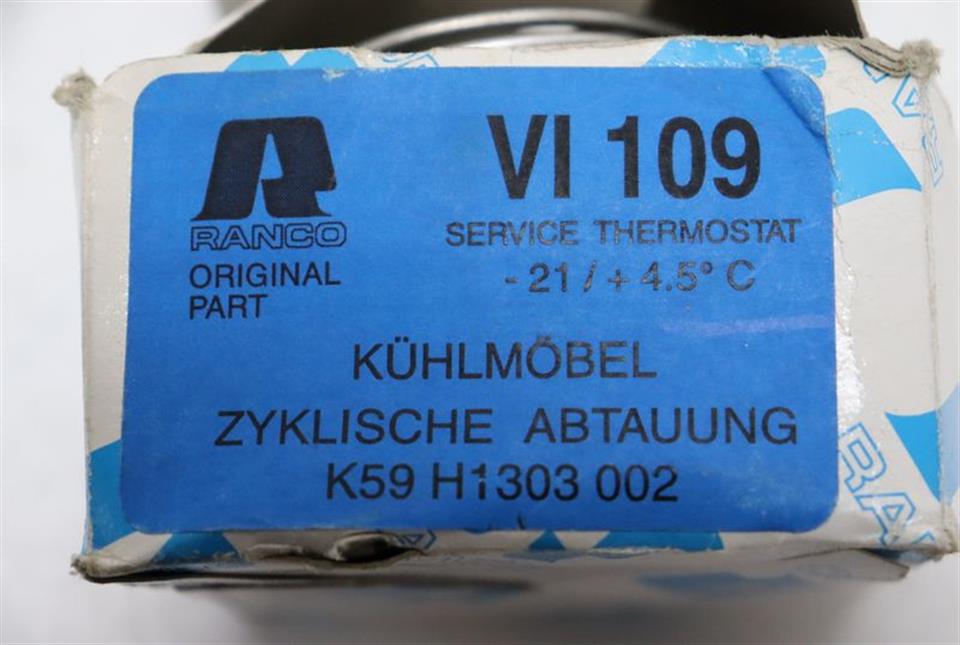 RANCO
ORIGINAL
PART
VI 109
SERVICE THERMOSTAT
- 21 / + 4.5° C
KÜHLMÖBEL
ZYKLISCHE ABTAUUNG
K59 H1303 002